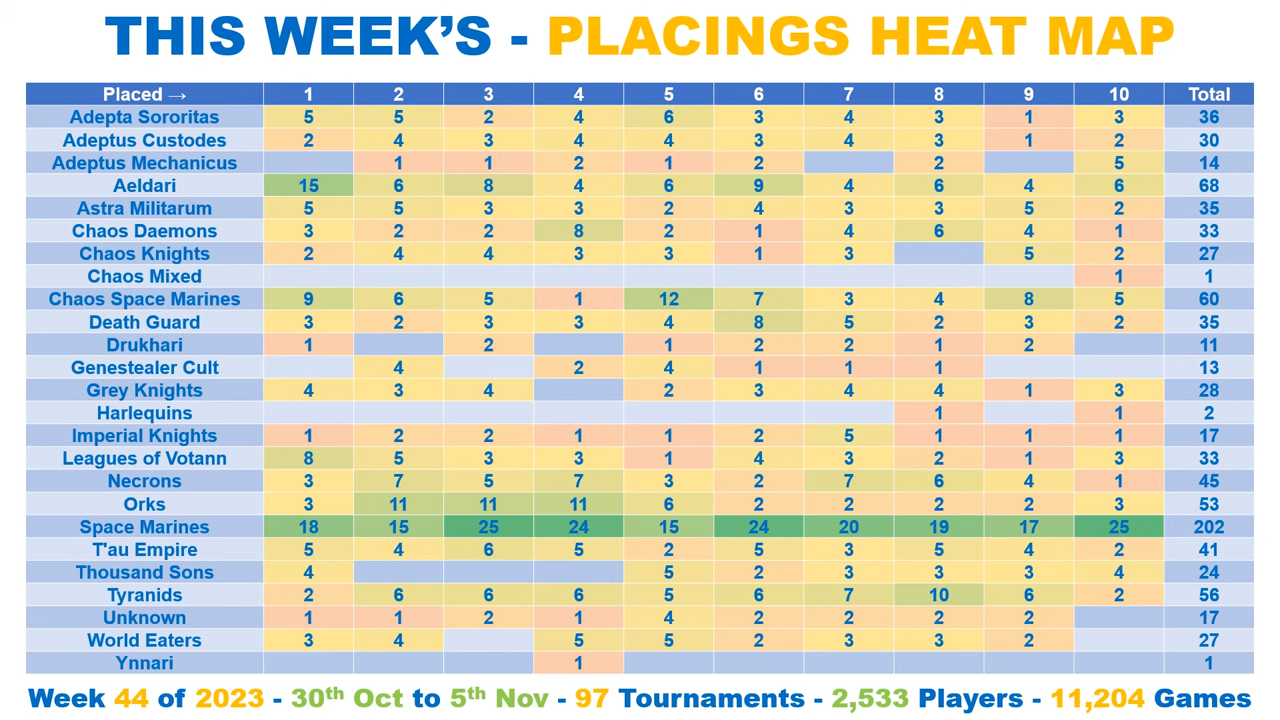 THIS WEEK'S - PLACINGS HEAT MAP
Placed → 1 2 3 4 5 6 7 8 9 10 Total
Adepta Sororitas 5 5 2 4 6 3 4 3 1 3 36
Adeptus Custodes 2 4 3 4 4 3 4 3 1 2 30
Adeptus Mechanicus 1 1 2 1 2 2 5 14
Aeldari 15 6 8 4 6 9 4 6 4 6 68
Astra Militarum 5 5 3 3 2 4 3 3 5 2 35
Chaos Daemons 3 2 2 8 2 1 4 6 4 1 33
Chaos Knights 2 4 4 3 3 1 3 5 2 27
Chaos Mixed 1 1
Chaos Space Marines 9 6 5 1 12 7 3 4 8 5 60
Death Guard 3 2 3 3 4 8 5 2 3 2 35
Drukhari 1 2 1 2 2 1 2 11
Genestealer Cult 4 2 4 1 1 1 13
Grey Knights 4 3 4 2 3 4 4 1 3 28
Harlequins 1 1 2
Imperial Knights 1 2 2 1 1 2 5 1 1 1 17
Leagues of Votann 8 5 3 3 1 4 3 2 1 3 33
Necrons 3 7 5 7 3 2 7 6 4 1 45
Orks 3 11 11 11 6 2 2 2 2 3 53
Space Marines 18 15 25 24 15 24 20 19 17 25 202
T'au Empire 5 4 6 5 2 5 3 5 4 2 41
Thousand Sons 4 5 2 3 3 3 4 24
Tyranids 2 6 6 6 5 6 7 10 6 2 56
Unknown 1 1 2 1 4 2 2 2 2 17
World Eaters 3 4 5 5 2 3 3 2 27
Ynnari 1 1
Week 44 of 2023 - 30th Oct to 5th Nov - 97 Tournaments - 2,533 Players - 11,204 Games